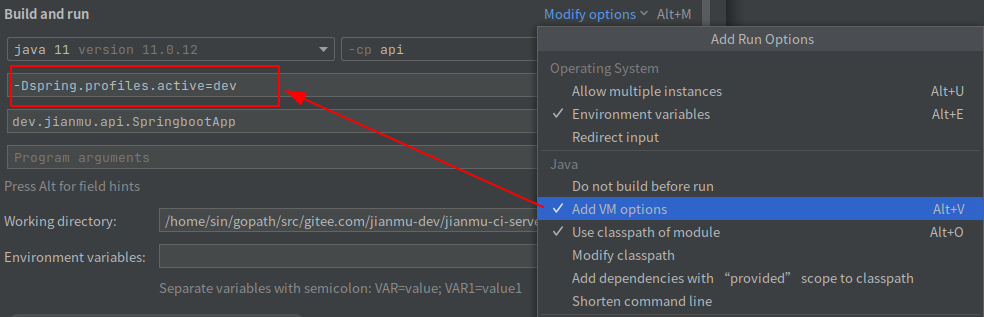 Build and run
Modify options Alt+M
java 11 version 11.0.12
-cp api
-Dspring.profiles.active=dev
dev.jianmu.api.SpringbootApp
Program arguments
Press Alt for field hints
Working directory: /home/sin/gopath/src/gitee.com/jianmu-dev/jianmu-ci-serve
Environment variables:
Separate variables with semicolon: VAR=value; VAR1=value1
Add Run Options
Operating System
Allow multiple instances Alt+U
Environment variables Alt+E
Redirect input
Java
Do not build before run
Add VM options Alt+V
Use classpath of module Alt+O
Modify classpath
Add dependencies with “provided” scope to classpath
Shorten command line